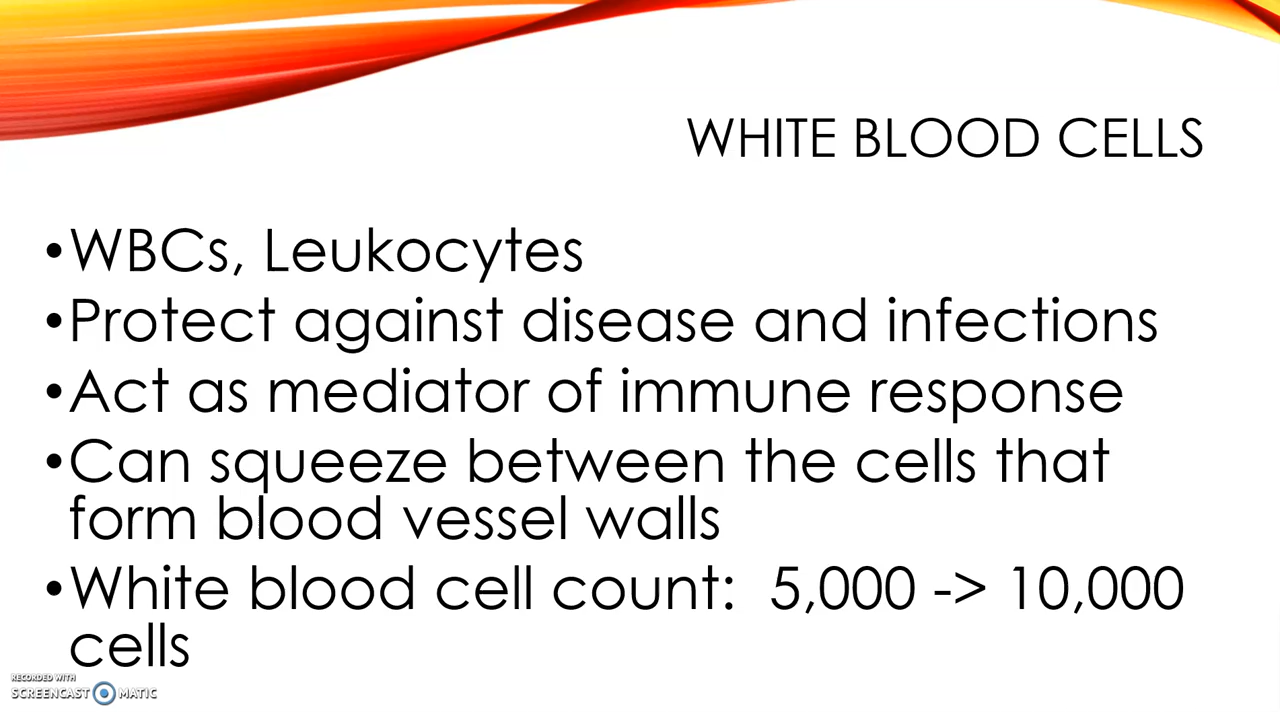 WHITE BLOOD CELLS
•WBCs, Leukocytes
•Protect against disease and infections
•Act as mediator of immune response
•Can squeeze between the cells that
form blood vessel walls
•White blood cell count:  5,000 -> 10,000
cells
RECORDED WITH
SCREENCAST MATIC